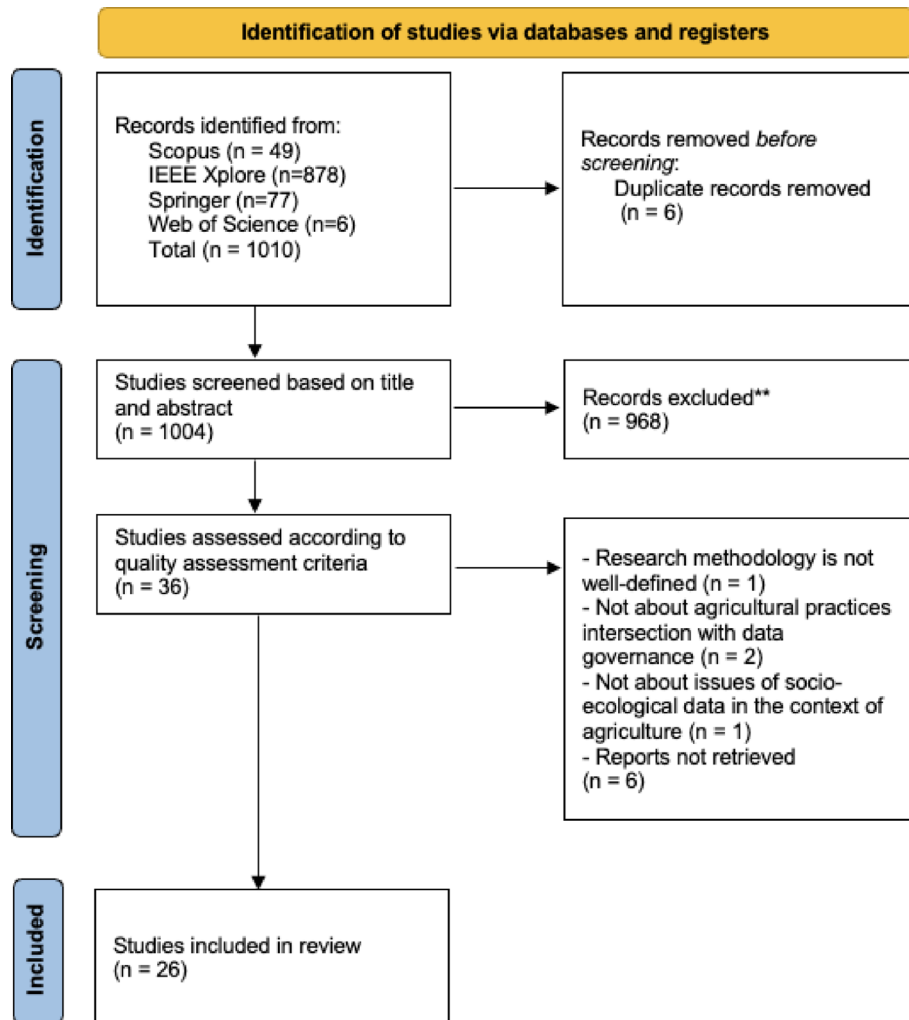 Identification of studies via databases and registers
Identification
Records identified from:
Scopus (n = 49)
IEEE Xplore (n=878)
Springer (n=77)
Web of Science (n=6)
Total (n = 1010)
Records removed before
screening:
Duplicate records removed
(n = 6)
Screening
Studies screened based on title
and abstract
(n = 1004)
Records excluded**
(n = 968)
Studies assessed according to
quality assessment criteria
(n = 36)
- Research methodology is not
well-defined (n = 1)
- Not about agricultural practices
intersection with data
governance (n = 2)
- Not about issues of socio-
ecological data in the context of
agriculture (n = 1)
- Reports not retrieved
(n = 6)
Included
Studies included in review
(n = 26)